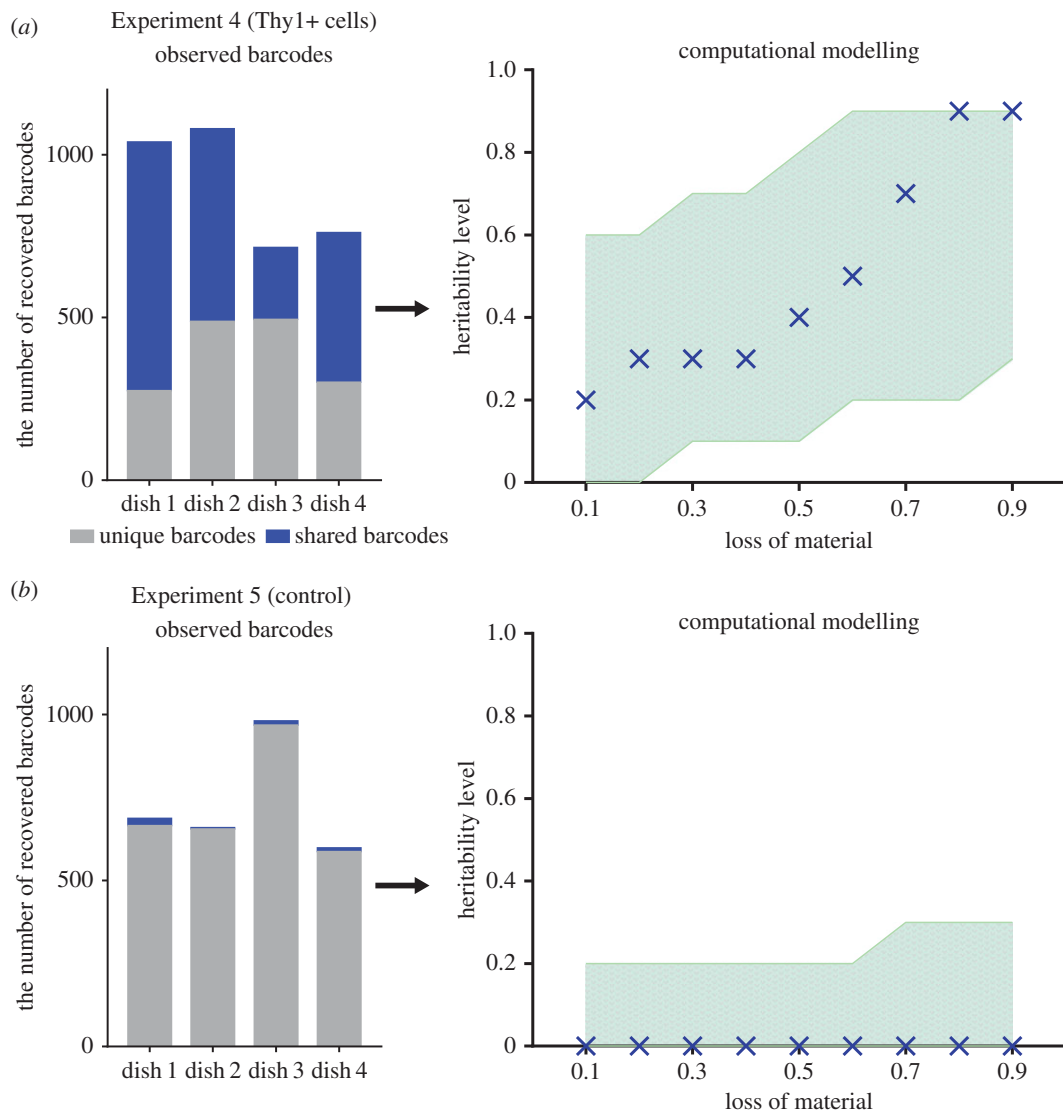 (a)
Experiment 4 (Thy1+ cells)
observed barcodes
the number of recovered barcodes
1000
500
0
dish 1 dish 2 dish 3 dish 4
unique barcodes shared barcodes
computational modelling
heritability level
1.0
0.8
0.6
0.4
0.2
0
0.1 0.3 0.5 0.7 0.9
loss of material
(b)
Experiment 5 (control)
observed barcodes
the number of recovered barcodes
1000
500
0
dish 1 dish 2 dish 3 dish 4
computational modelling
heritability level
1.0
0.8
0.6
0.4
0.2
0
0.1 0.3 0.5 0.7 0.9
loss of material